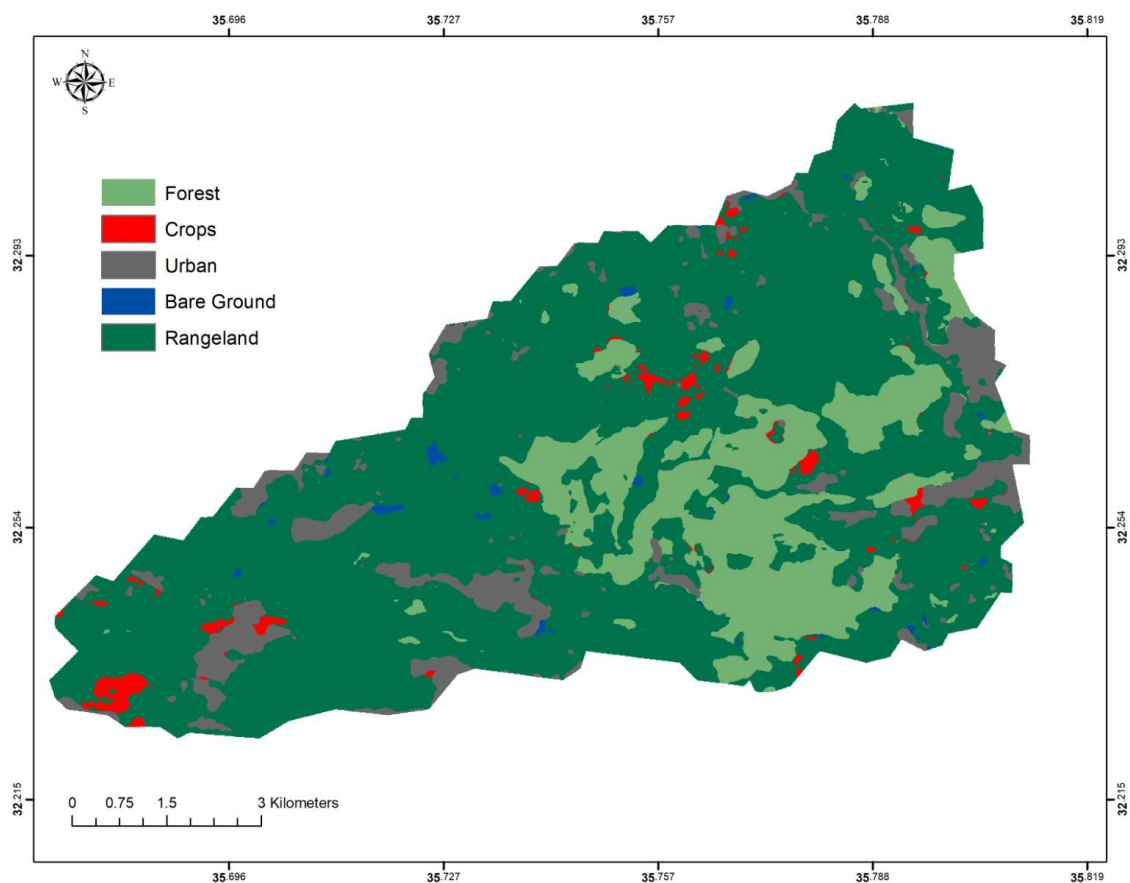 35.696 35.727 35.757 35.788 35.819
N
W E
S
Forest
Crops
Urban
Bare Ground
Rangeland
32.293 32.293
32.254 32.254
32.215 32.215
0 0.75 1.5 3 Kilometers
35.696 35.727 35.757 35.788 35.819